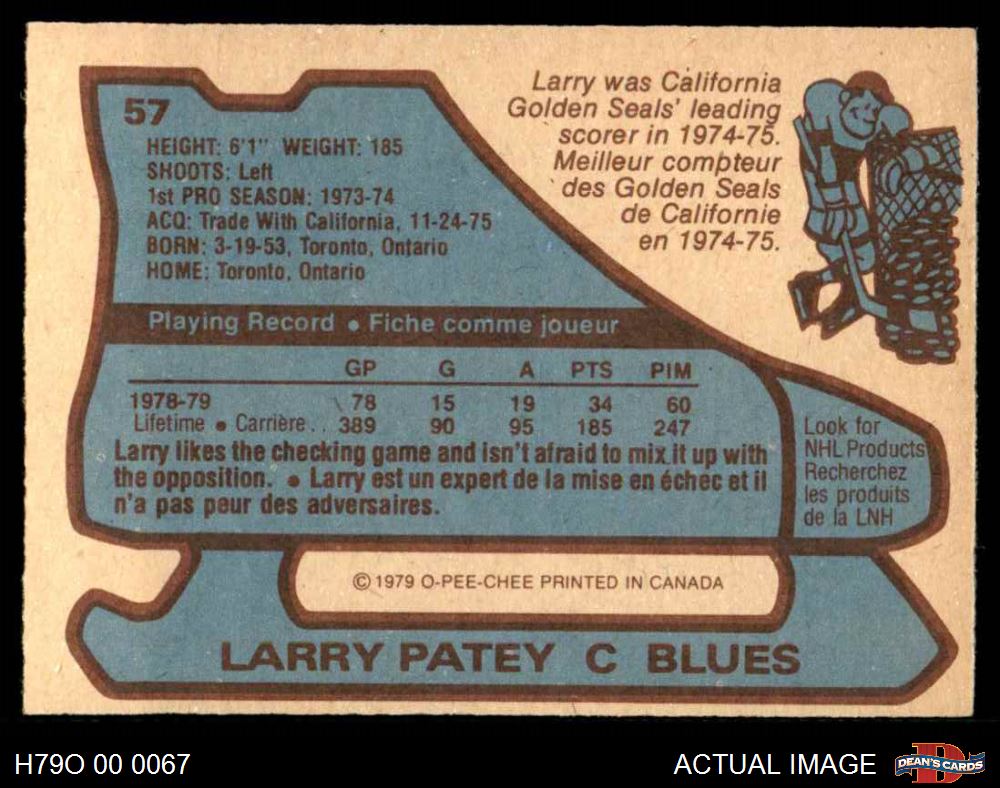 57
HEIGHT: 6'1" WEIGHT: 185
SHOOTS: Left
1st PRO SEASON: 1973-74
ACQ: Trade With California, 11-24-75
BORN: 3-19-53, Toronto, Ontario
HOME: Toronto, Ontario
Larry was California
Golden Seals' leading
scorer in 1974-75.
Meilleur compteur
des Golden Seals
de Californie
en 1974-75.
Playing Record • Fiche comme joueur
GP G A PTS PIM
1978-79 78 15 19 34 60
Lifetime • Carrière . . 389 90 95 185 247
Larry likes the checking game and isn't afraid to mix it up with
the opposition. • Larry est un expert de la mise en échec et il
n'a pas peur des adversaires.
Look for
NHL Products
Recherchez
les produits
de la LNH
© 1979 O-PEE-CHEE PRINTED IN CANADA
LARRY PATEY C BLUES
H79O 00 0067
ACTUAL IMAGE
DEAN'S CARDS